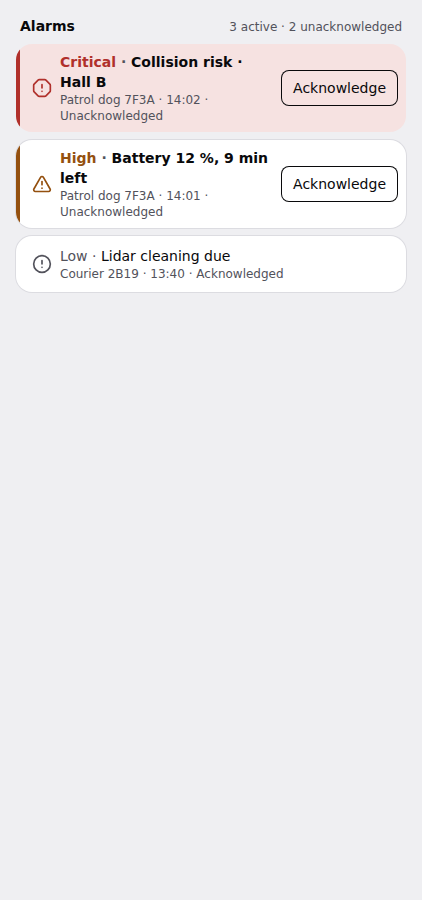 Alarms
3 active · 2 unacknowledged
Critical · Collision risk ·
Hall B
Patrol dog 7F3A · 14:02 ·
Unacknowledged
Acknowledge
High · Battery 12 %, 9 min
left
Patrol dog 7F3A · 14:01 ·
Unacknowledged
Acknowledge
Low · Lidar cleaning due
Courier 2B19 · 13:40 · Acknowledged